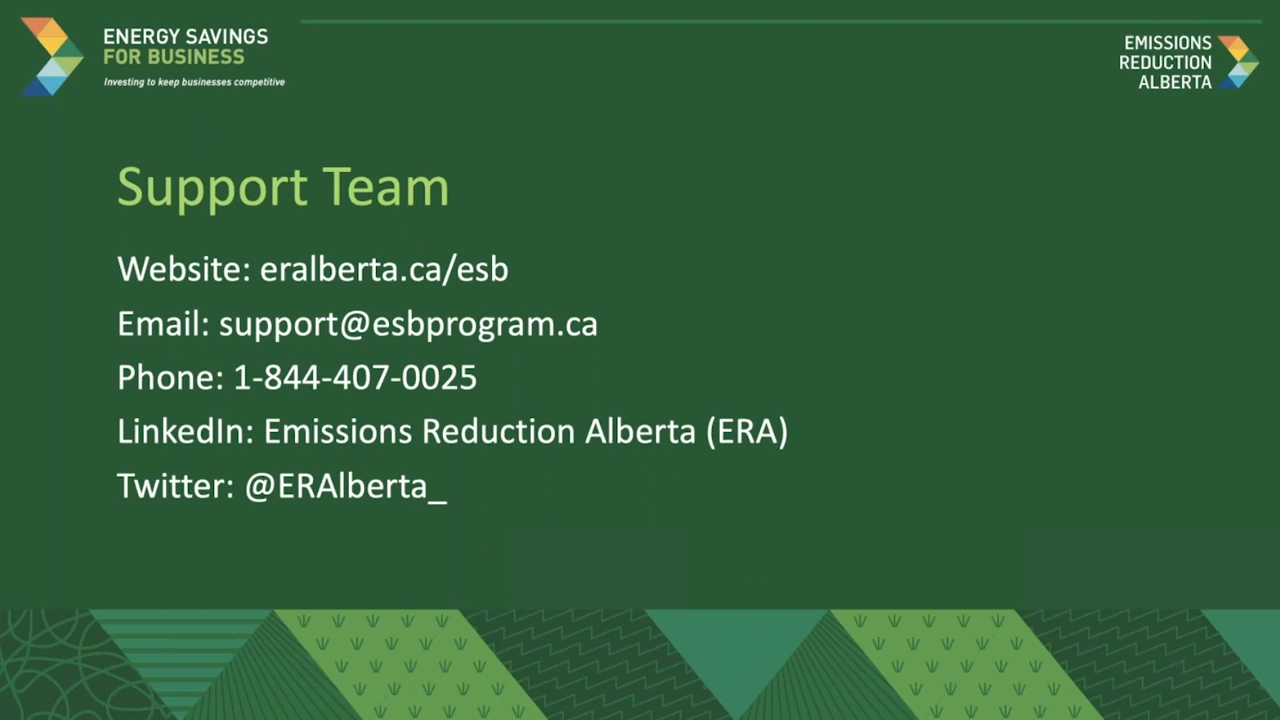 ENERGY SAVINGS
FOR BUSINESS
Investing to keep businesses competitive
EMISSIONS
REDUCTION
ALBERTA
Support Team
Website: eralberta.ca/esb
Email: support@esbprogram.ca
Phone: 1-844-407-0025
LinkedIn: Emissions Reduction Alberta (ERA)
Twitter: @ERAlberta_